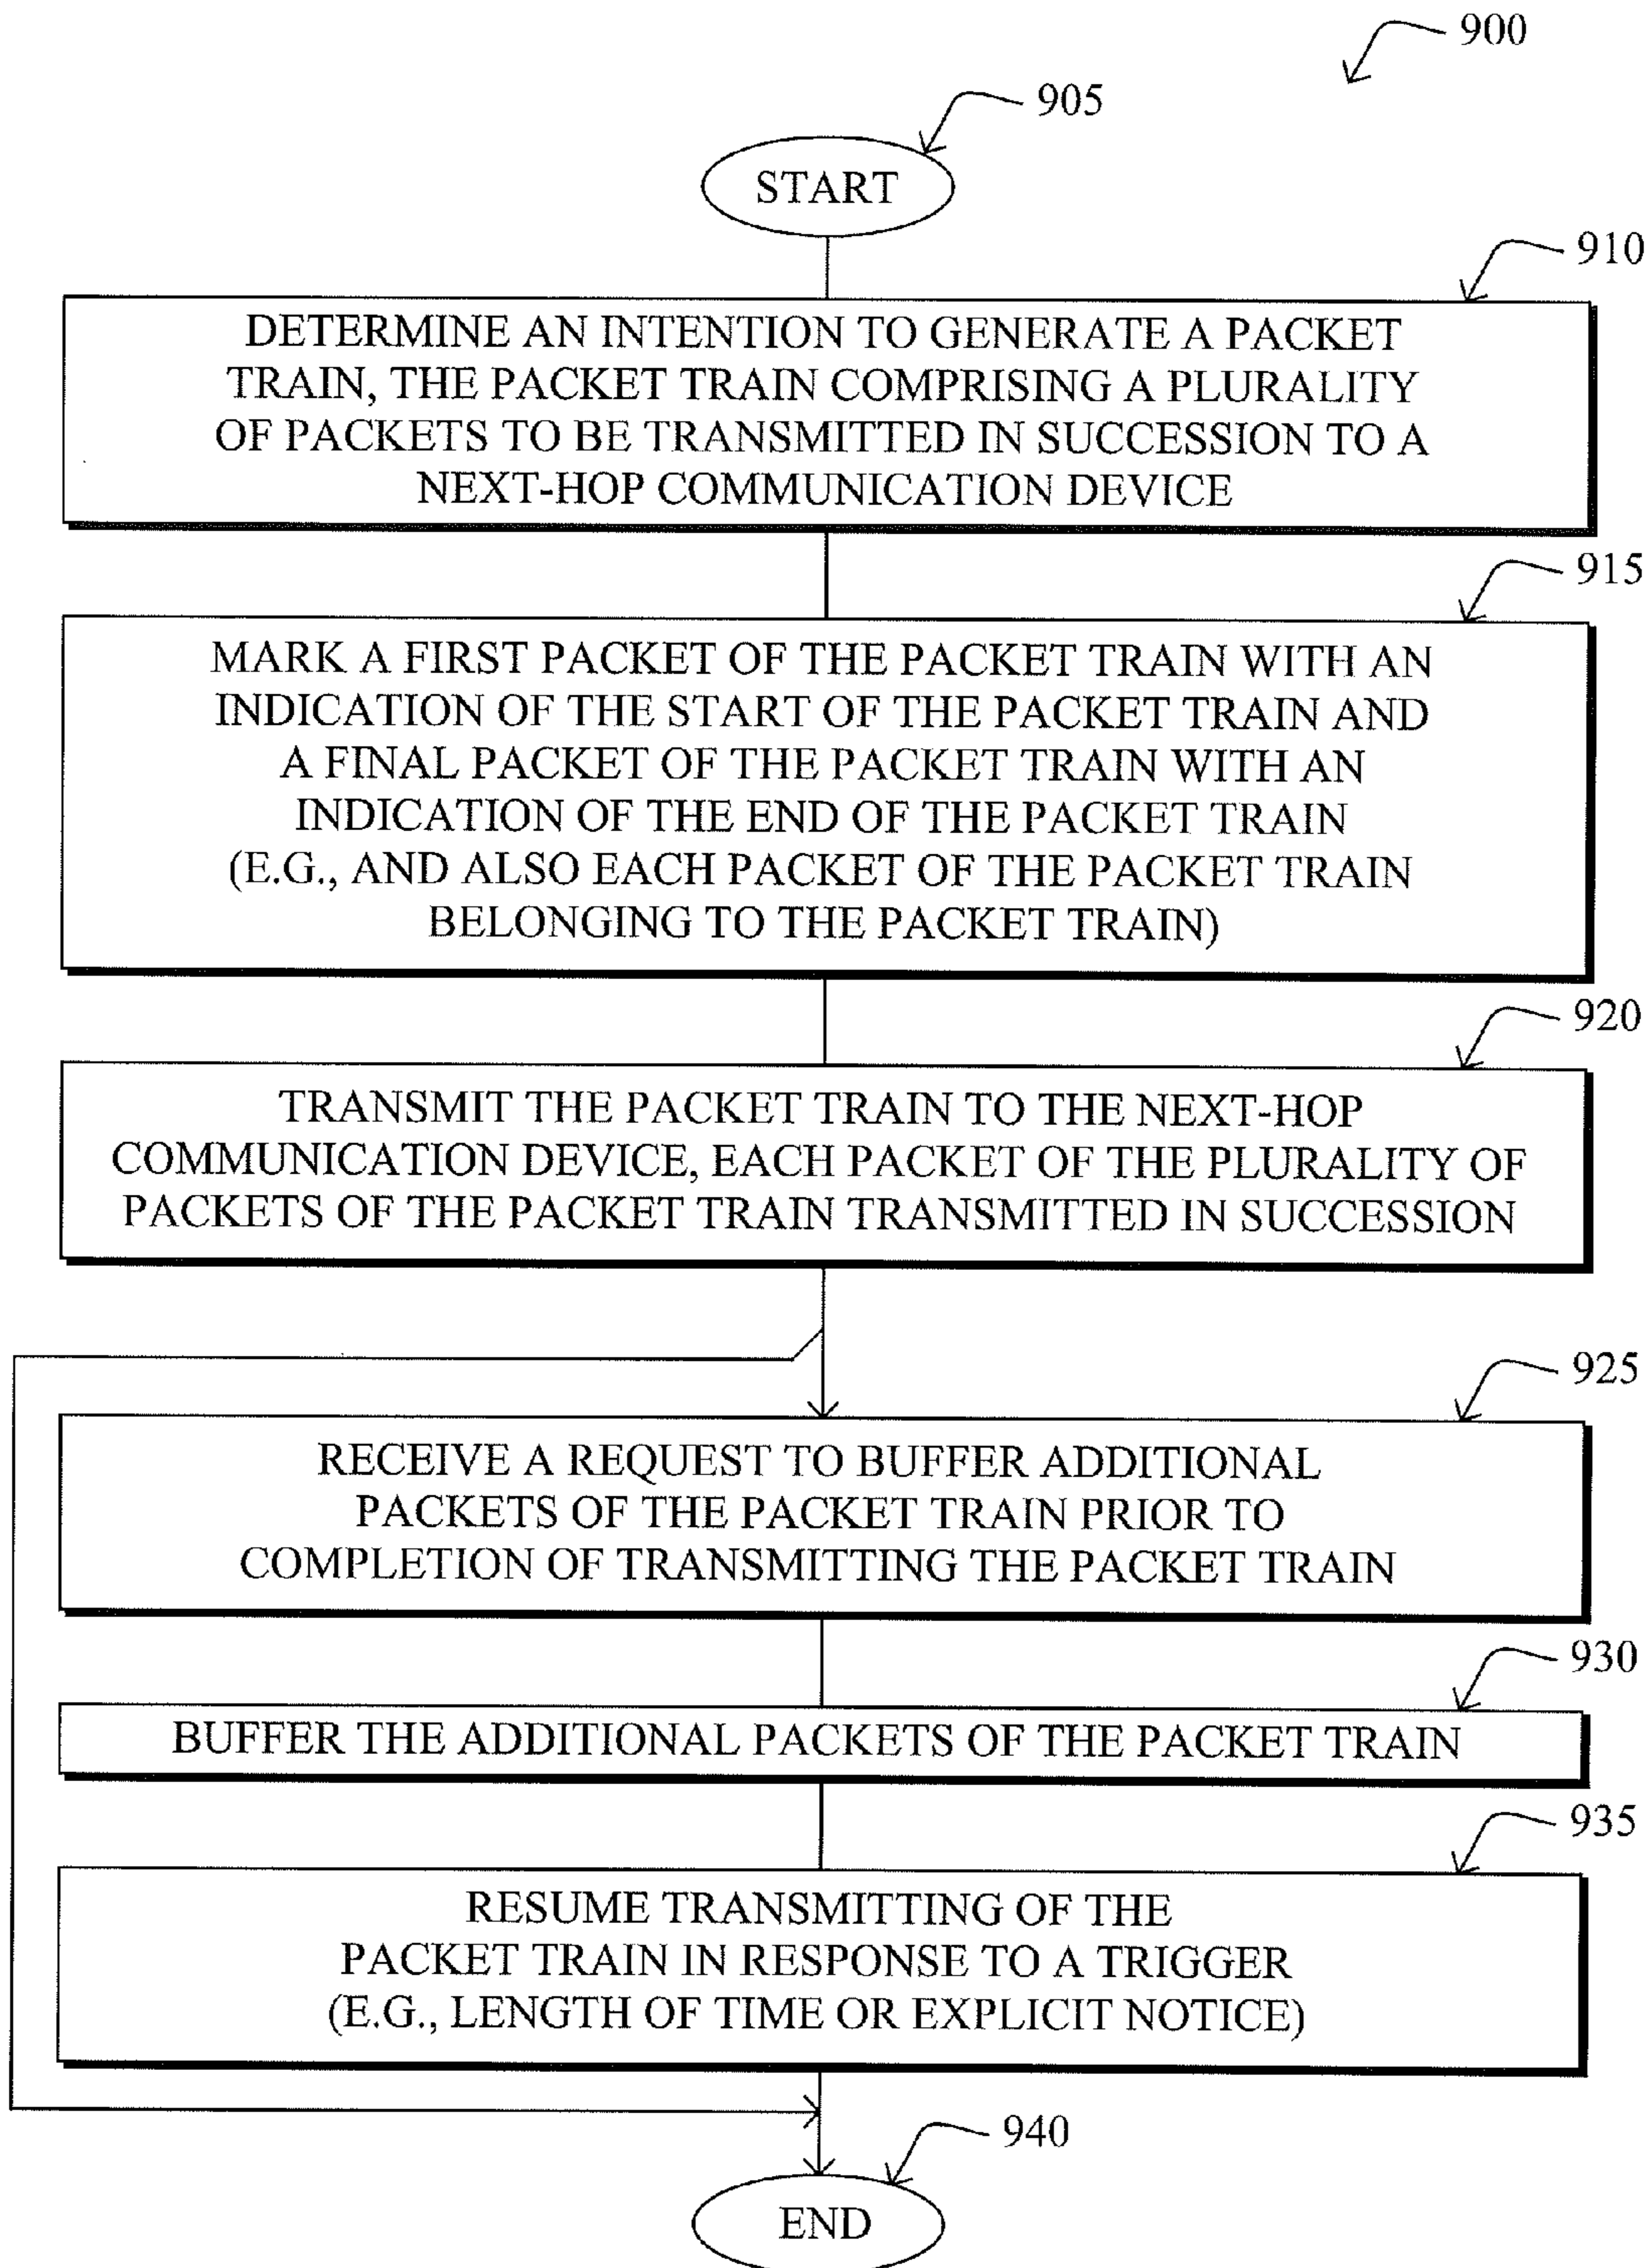 900
905
START
910
DETERMINE AN INTENTION TO GENERATE A PACKET
TRAIN, THE PACKET TRAIN COMPRISING A PLURALITY
OF PACKETS TO BE TRANSMITTED IN SUCCESSION TO A
NEXT-HOP COMMUNICATION DEVICE
915
MARK A FIRST PACKET OF THE PACKET TRAIN WITH AN
INDICATION OF THE START OF THE PACKET TRAIN AND
A FINAL PACKET OF THE PACKET TRAIN WITH AN
INDICATION OF THE END OF THE PACKET TRAIN
(E.G., AND ALSO EACH PACKET OF THE PACKET TRAIN
BELONGING TO THE PACKET TRAIN)
920
TRANSMIT THE PACKET TRAIN TO THE NEXT-HOP
COMMUNICATION DEVICE, EACH PACKET OF THE PLURALITY OF
PACKETS OF THE PACKET TRAIN TRANSMITTED IN SUCCESSION
925
RECEIVE A REQUEST TO BUFFER ADDITIONAL
PACKETS OF THE PACKET TRAIN PRIOR TO
COMPLETION OF TRANSMITTING THE PACKET TRAIN
930
BUFFER THE ADDITIONAL PACKETS OF THE PACKET TRAIN
935
RESUME TRANSMITTING OF THE
PACKET TRAIN IN RESPONSE TO A TRIGGER
(E.G., LENGTH OF TIME OR EXPLICIT NOTICE)
940
END